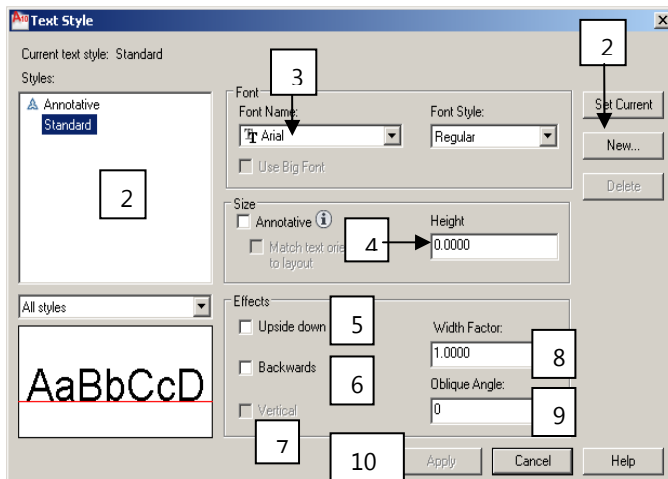 Text Style
Current text style: Standard
Styles:
Annotative
Standard
2
All styles
AaBbCcD
Font
3
Font Name:
Arial
Use Big Font
Font Style:
Regular
2
Set Current
New...
Delete
Size
Annotative
Match text orie
to layout
4
Height
0.0000
Effects
Upside down
5
Backwards
6
Vertical
7
Width Factor:
1.0000
8
Oblique Angle:
0
9
10
Apply
Cancel
Help